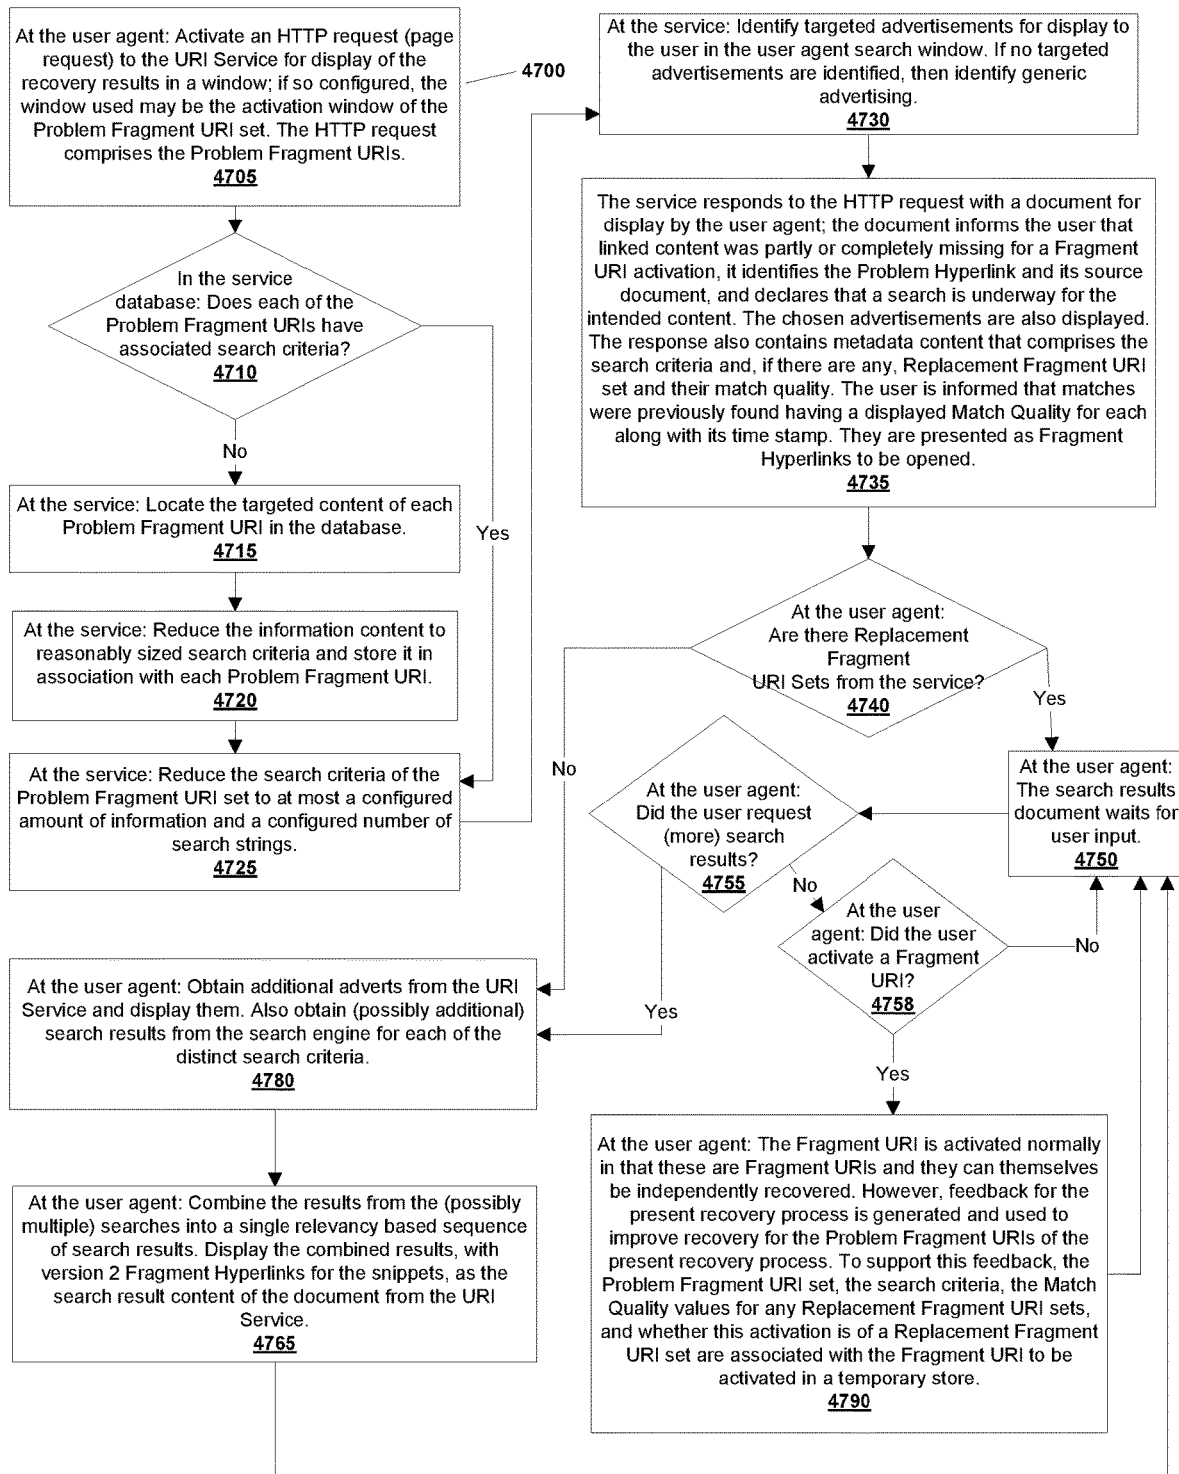 At the user agent: Activate an HTTP request (page
request) to the URI Service for display of the
recovery results in a window; if so configured, the
window used may be the activation window of the
Problem Fragment URI set. The HTTP request
comprises the Problem Fragment URIs.
4705
4700
In the service
database: Does each of the
Problem Fragment URIs have
associated search criteria?
4710
No
Yes
At the service: Locate the targeted content of each
Problem Fragment URI in the database.
4715
At the service: Reduce the information content to
reasonably sized search criteria and store it in
association with each Problem Fragment URI.
4720
At the service: Reduce the search criteria of the
Problem Fragment URI set to at most a configured
amount of information and a configured number of
search strings.
4725
At the service: Identify targeted advertisements for display to
the user in the user agent search window. If no targeted
advertisements are identified, then identify generic
advertising.
4730
The service responds to the HTTP request with a document for
display by the user agent; the document informs the user that
linked content was partly or completely missing for a Fragment
URI activation, it identifies the Problem Hyperlink and its source
document, and declares that a search is underway for the
intended content. The chosen advertisements are also displayed.
The response also contains metadata content that comprises the
search criteria and, if there are any, Replacement Fragment URI
set and their match quality. The user is informed that matches
were previously found having a displayed Match Quality for each
along with its time stamp. They are presented as Fragment
Hyperlinks to be opened.
4735
At the user agent:
Are there Replacement
Fragment
URI Sets from the service?
4740
Yes
No
At the user agent:
The search results
document waits for
user input.
4750
At the user agent:
Did the user request
(more) search
results?
4755
No
Yes
At the user
agent: Did the user
activate a Fragment
URI?
4758
No
Yes
At the user agent: Obtain additional adverts from the URI
Service and display them. Also obtain (possibly additional)
search results from the search engine for each of the
distinct search criteria.
4780
At the user agent: Combine the results from the (possibly
multiple) searches into a single relevancy based sequence
of search results. Display the combined results, with
version 2 Fragment Hyperlinks for the snippets, as the
search result content of the document from the URI
Service.
4765
At the user agent: The Fragment URI is activated normally
in that these are Fragment URIs and they can themselves
be independently recovered. However, feedback for the
present recovery process is generated and used to
improve recovery for the Problem Fragment URIs of the
present recovery process. To support this feedback, the
Problem Fragment URI set, the search criteria, the Match
Quality values for any Replacement Fragment URI sets,
and whether this activation is of a Replacement Fragment
URI set are associated with the Fragment URI to be
activated in a temporary store.
4790